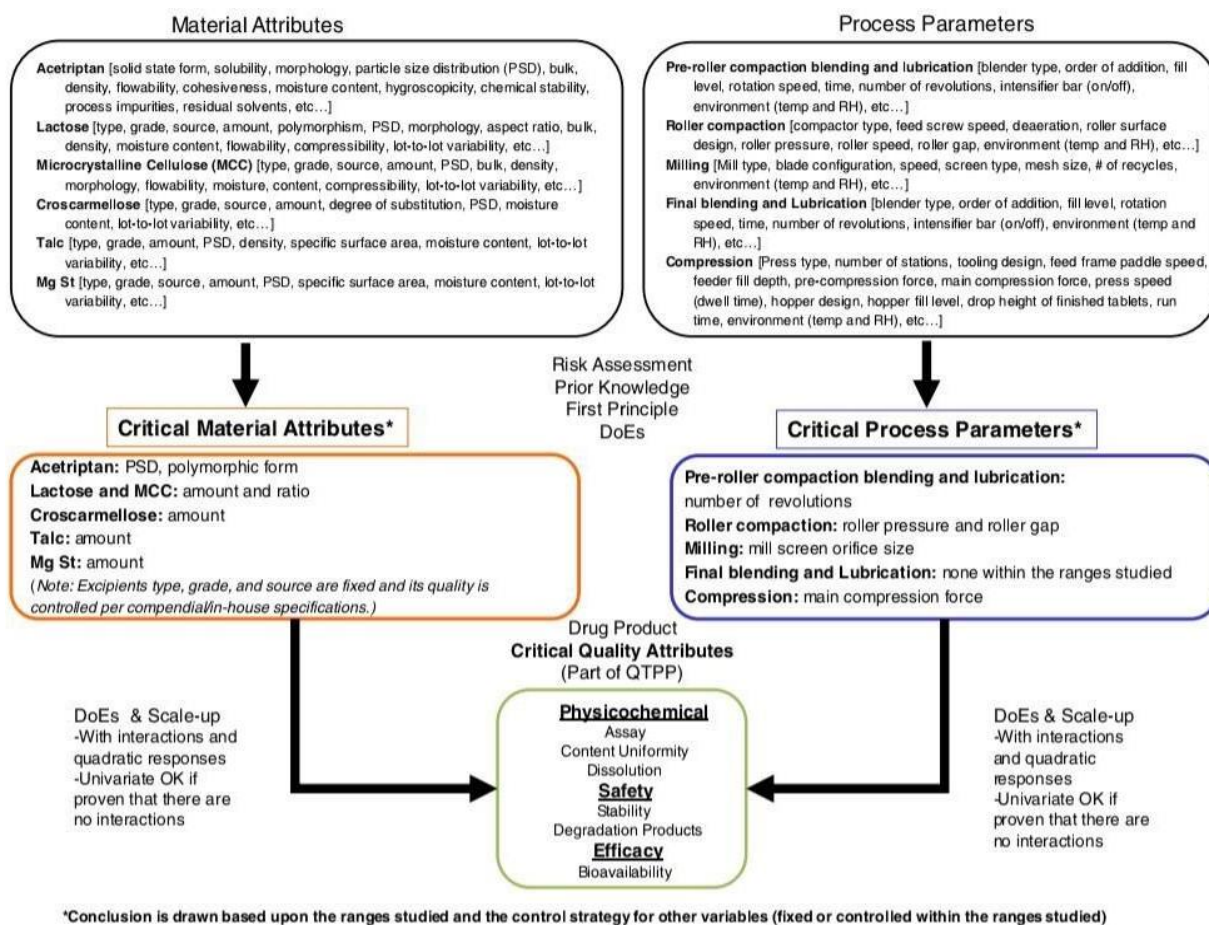 Material Attributes
Acetriptan [solid state form, solubility, morphology, particle size distribution (PSD), bulk,
density, flowability, cohesiveness, moisture content, hygroscopicity, chemical stability,
process impurities, residual solvents, etc…]
Lactose [type, grade, source, amount, polymorphism, PSD, morphology, aspect ratio, bulk,
density, moisture content, flowability, compressibility, lot-to-lot variability, etc…]
Microcrystalline Cellulose (MCC) [type, grade, source, amount, PSD, bulk, density,
morphology, flowability, moisture, content, compressibility, lot-to-lot variability, etc…]
Croscarmellose [type, grade, source, amount, degree of substitution, PSD, moisture
content, lot-to-lot variability, etc…]
Talc [type, grade, amount, PSD, density, specific surface area, moisture content, lot-to-lot
variability, etc…]
Mg St [type, grade, source, amount, PSD, specific surface area, moisture content, lot-to-lot
variability, etc…]
Process Parameters
Pre-roller compaction blending and lubrication [blender type, order of addition, fill
level, rotation speed, time, number of revolutions, intensifier bar (on/off),
environment (temp and RH), etc…]
Roller compaction [compactor type, feed screw speed, deaeration, roller surface
design, roller pressure, roller speed, roller gap, environment (temp and RH), etc…]
Milling [Mill type, blade configuration, speed, screen type, mesh size, # of recycles,
environment (temp and RH), etc…]
Final blending and Lubrication [blender type, order of addition, fill level, rotation
speed, time, number of revolutions, intensifier bar (on/off), environment (temp and
RH), etc…]
Compression [Press type, number of stations, tooling design, feed frame paddle speed,
feeder fill depth, pre-compression force, main compression force, press speed
(dwell time), hopper design, hopper fill level, drop height of finished tablets, run
time, environment (temp and RH), etc…]
Risk Assessment
Prior Knowledge
First Principle
DoEs
Critical Material Attributes*
Acetriptan: PSD, polymorphic form
Lactose and MCC: amount and ratio
Croscarmellose: amount
Talc: amount
Mg St: amount
(Note: Excipients type, grade, and source are fixed and its quality is
controlled per compendial/in-house specifications.)
Critical Process Parameters*
Pre-roller compaction blending and lubrication:
number of revolutions
Roller compaction: roller pressure and roller gap
Milling: mill screen orifice size
Final blending and Lubrication: none within the ranges studied
Compression: main compression force
Drug Product
Critical Quality Attributes
(Part of QTPP)
Physicochemical
Assay
Content Uniformity
Dissolution
Safety
Stability
Degradation Products
Efficacy
Bioavailability
DoEs & Scale-up
-With interactions and
quadratic responses
-Univariate OK if
proven that there are
no interactions
DoEs & Scale-up
-With interactions
and quadratic
responses
-Univariate OK if
proven that there are
no interactions
*Conclusion is drawn based upon the ranges studied and the control strategy for other variables (fixed or controlled within the ranges studied)